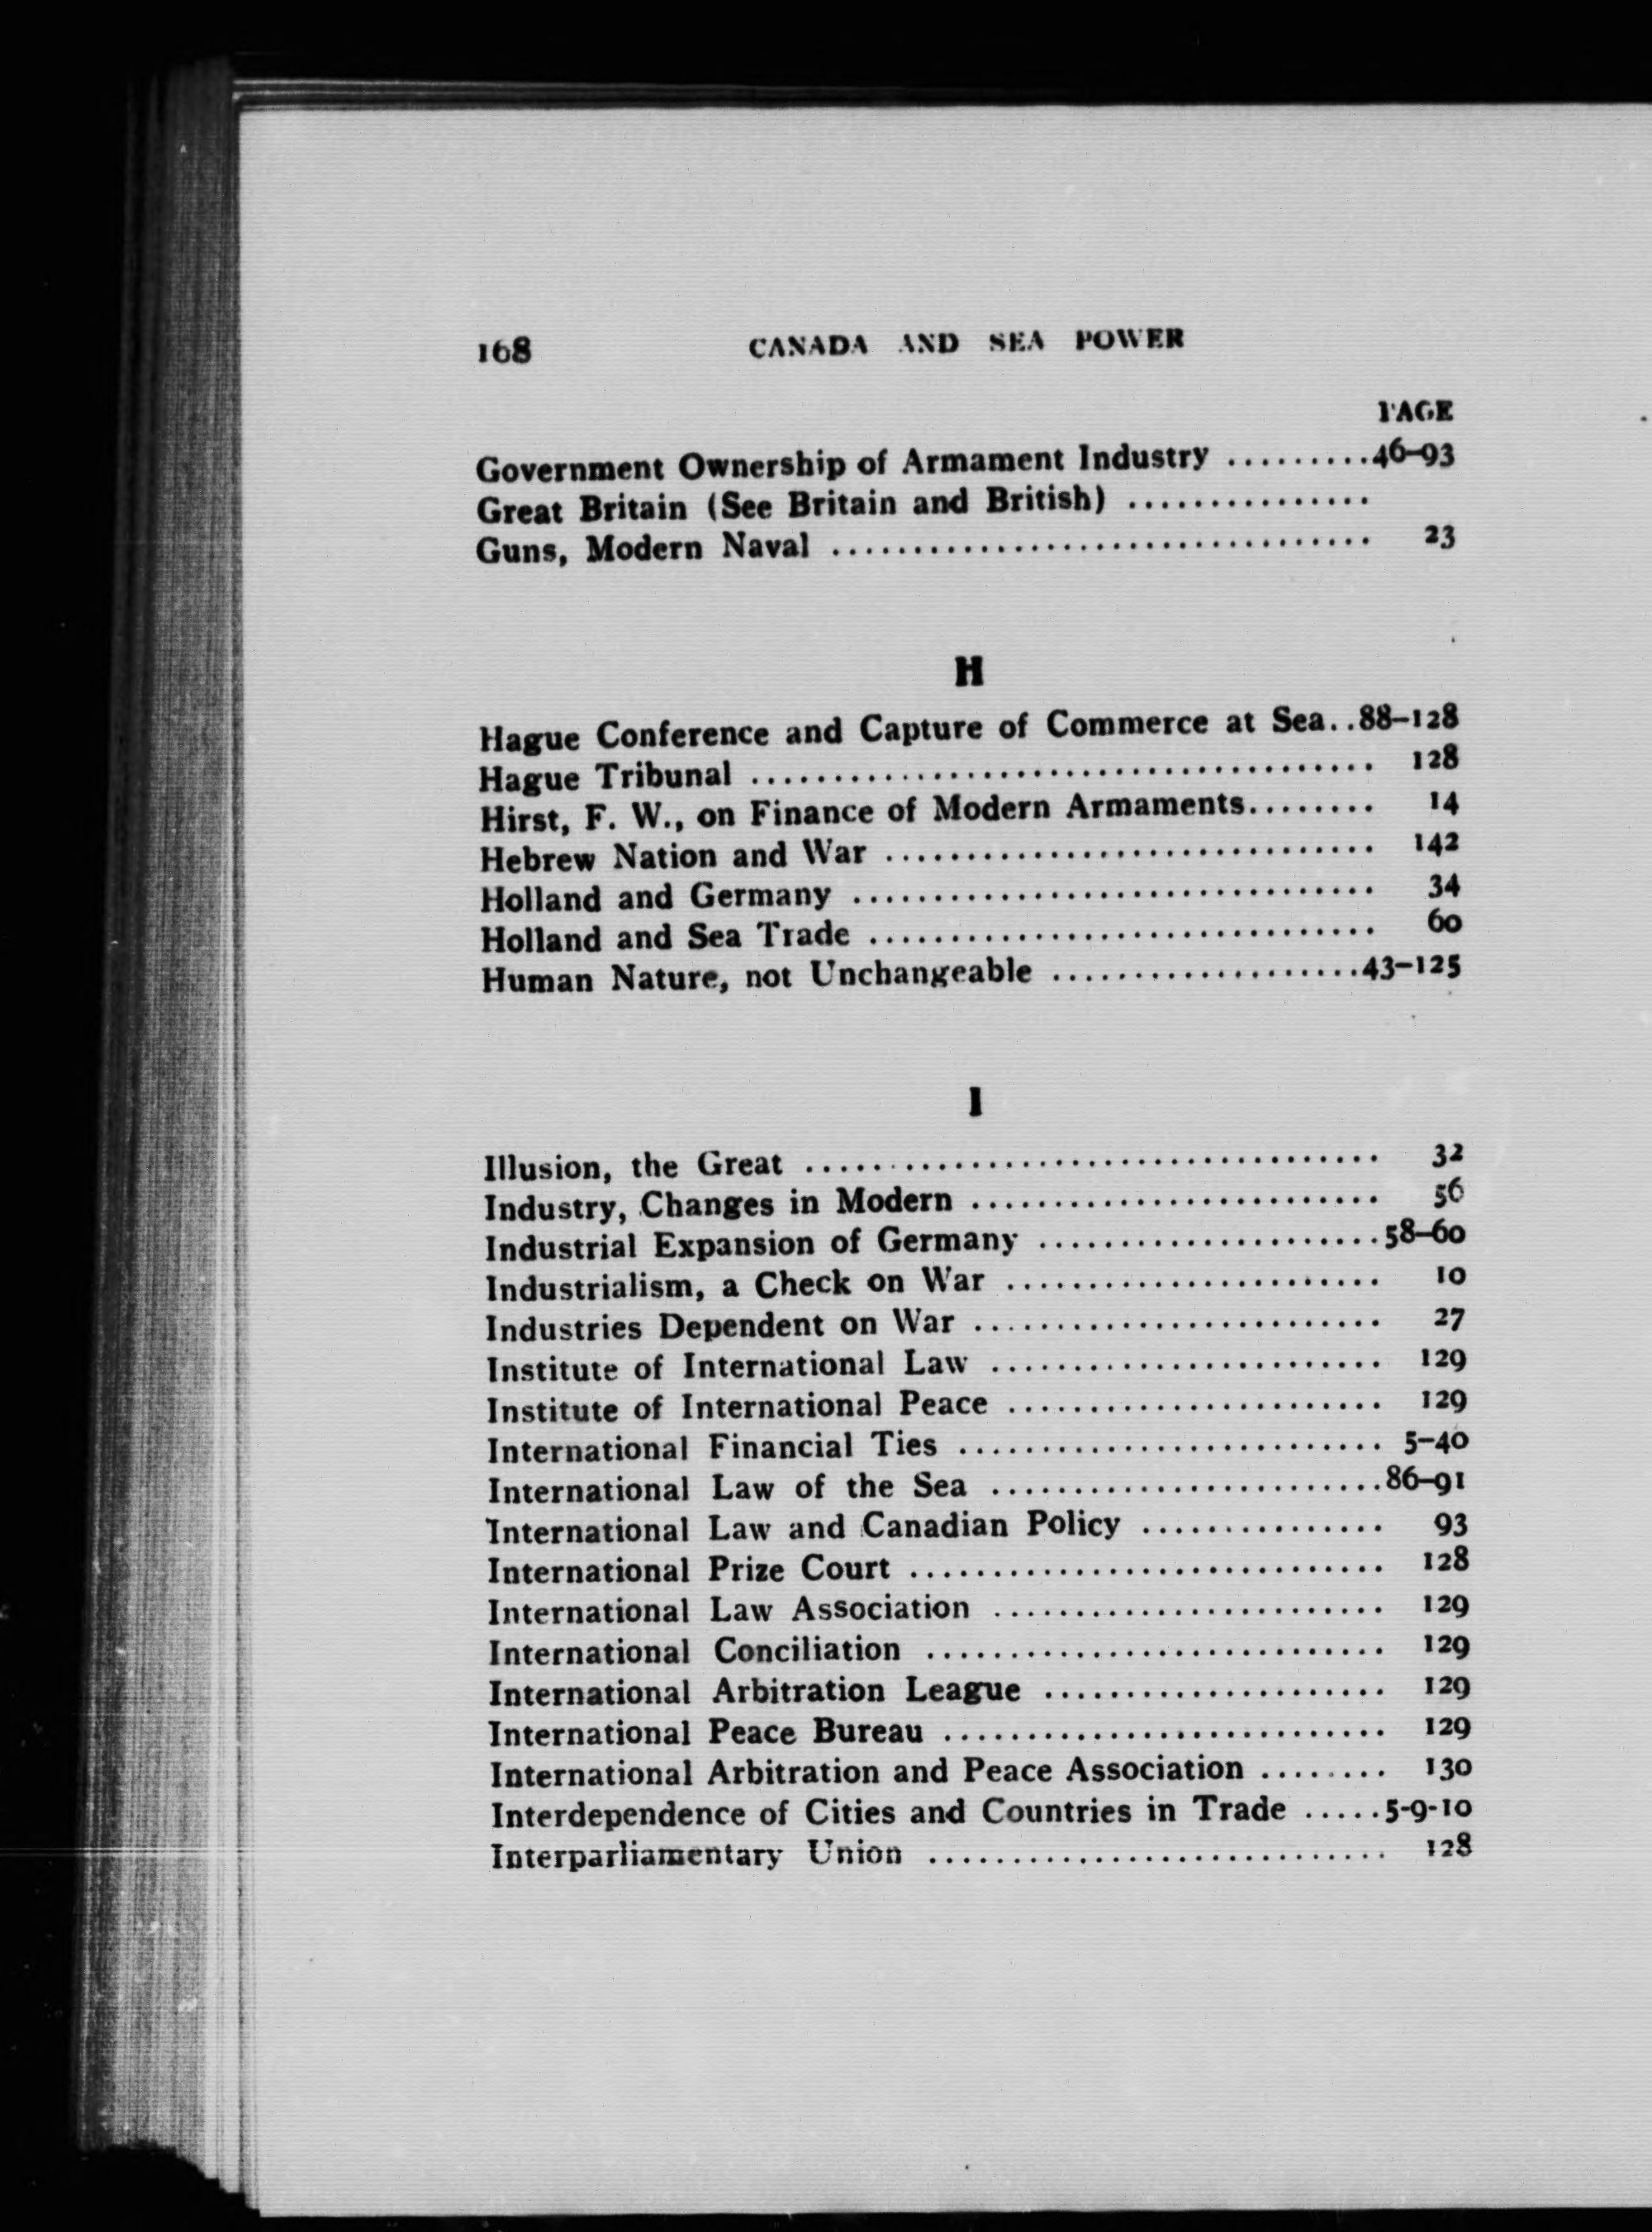 168 CANADA AND SEA POWER
PAGE
Government Ownership of Armament Industry .........46–93
Great Britain (See Britain and British) ...............
Guns, Modern Naval .................................. 23
H
Hague Conference and Capture of Commerce at Sea..88–128
Hague Tribunal ....................................... 128
Hirst, F. W., on Finance of Modern Armaments........ 14
Hebrew Nation and War ............................... 142
Holland and Germany ................................. 34
Holland and Sea Trade ................................ 60
Human Nature, not Unchangeable ...................43–125
I
Illusion, the Great .................................... 32
Industry, Changes in Modern .......................... 56
Industrial Expansion of Germany .....................58–60
Industrialism, a Check on War ........................ 10
Industries Dependent on War .......................... 27
Institute of International Law ......................... 129
Institute of International Peace ........................ 129
International Financial Ties ........................... 5–40
International Law of the Sea .........................86–91
International Law and Canadian Policy ............... 93
International Prize Court .............................. 128
International Law Association ......................... 129
International Conciliation ............................. 129
International Arbitration League ...................... 129
International Peace Bureau ............................ 129
International Arbitration and Peace Association ........ 130
Interdependence of Cities and Countries in Trade .....5-9-10
Interparliamentary Union ............................. 128